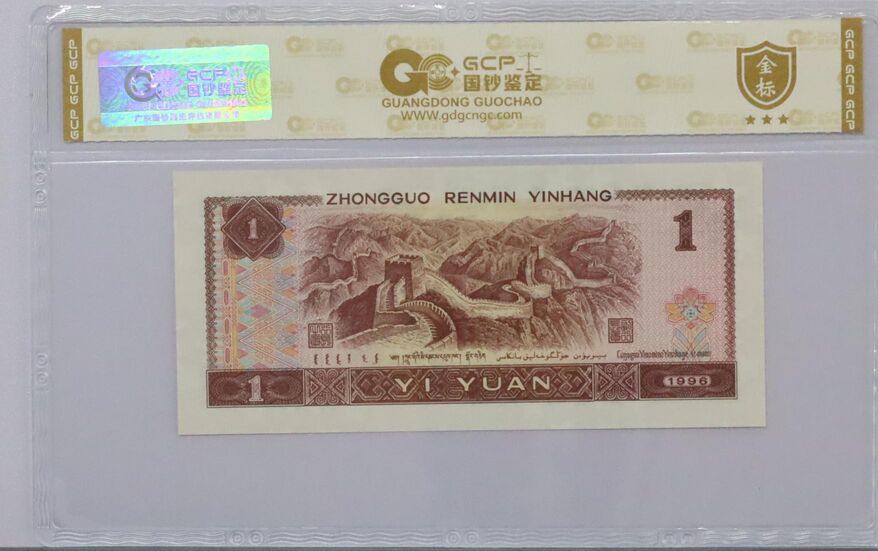 GCP
国钞鉴定
GCP
国钞鉴定
GUANGDONG GUOCHAO
www.gdgcngc.com
金标
GCP GCP GCP
GCP GCP GCP
ZHONGGUO RENMIN YINHANG
1
1
1
YI YUAN
1996